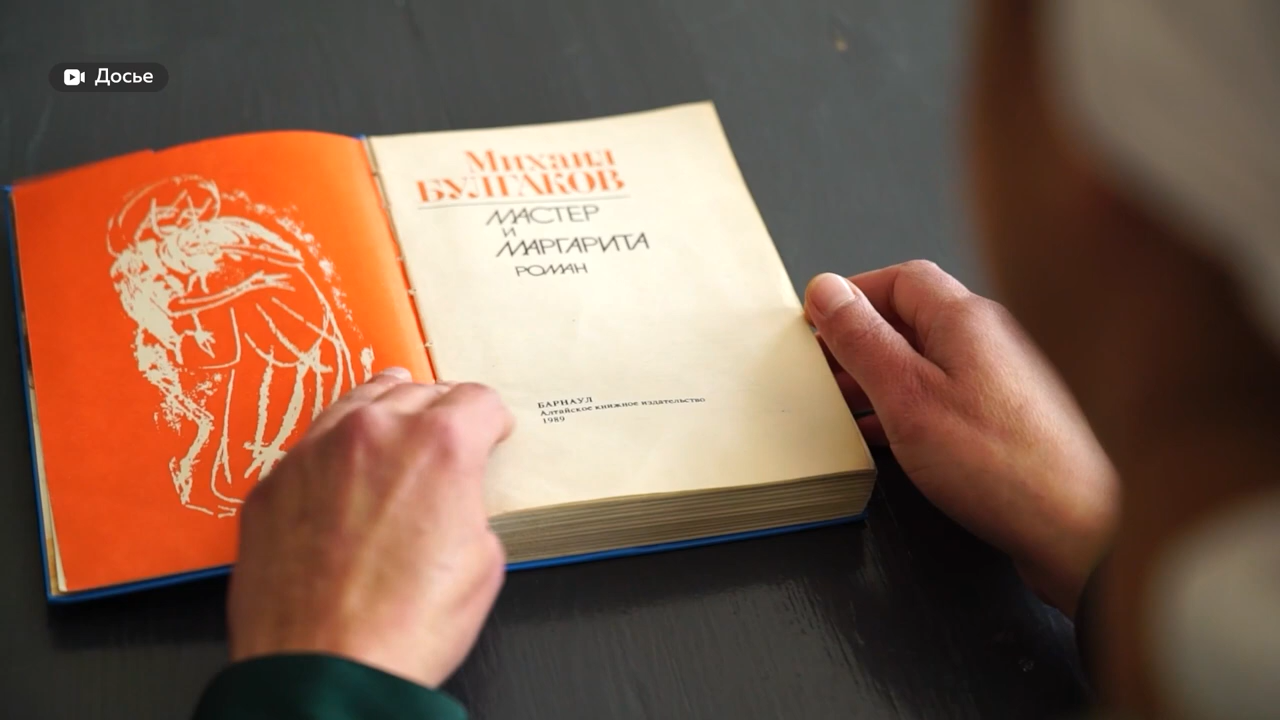 Досье
Михаил
БУЛГАКОВ
МАСТЕР
И
МАРГАРИТА
РОМАН
БАРНАУЛ
Алтайское книжное издательство
1989